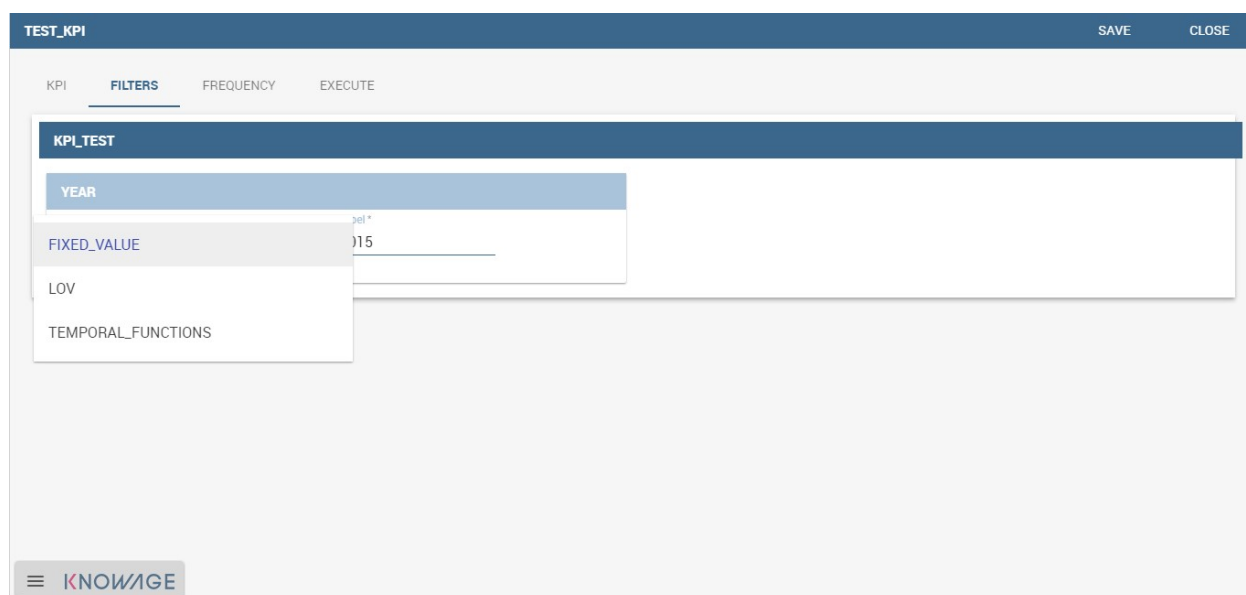 TEST_KPI SAVE CLOSE
KPI FILTERS FREQUENCY EXECUTE
KPI_TEST
YEAR
FIXED_VALUE
LOV
TEMPORAL_FUNCTIONS
KNOWAGE